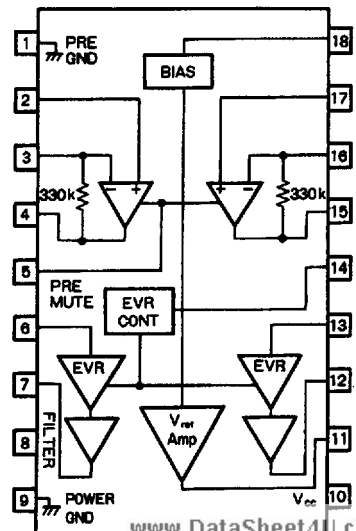 1 PRE GND
18
BIAS
2
17
3
- +
+ -
16
330k
330k
4
15
5
14
PRE MUTE
EVR CONT
6
13
EVR
EVR
7
12
FILTER
Vref Amp
8
11
9 POWER GND
Vcc 10
www.DataSheet4U.c